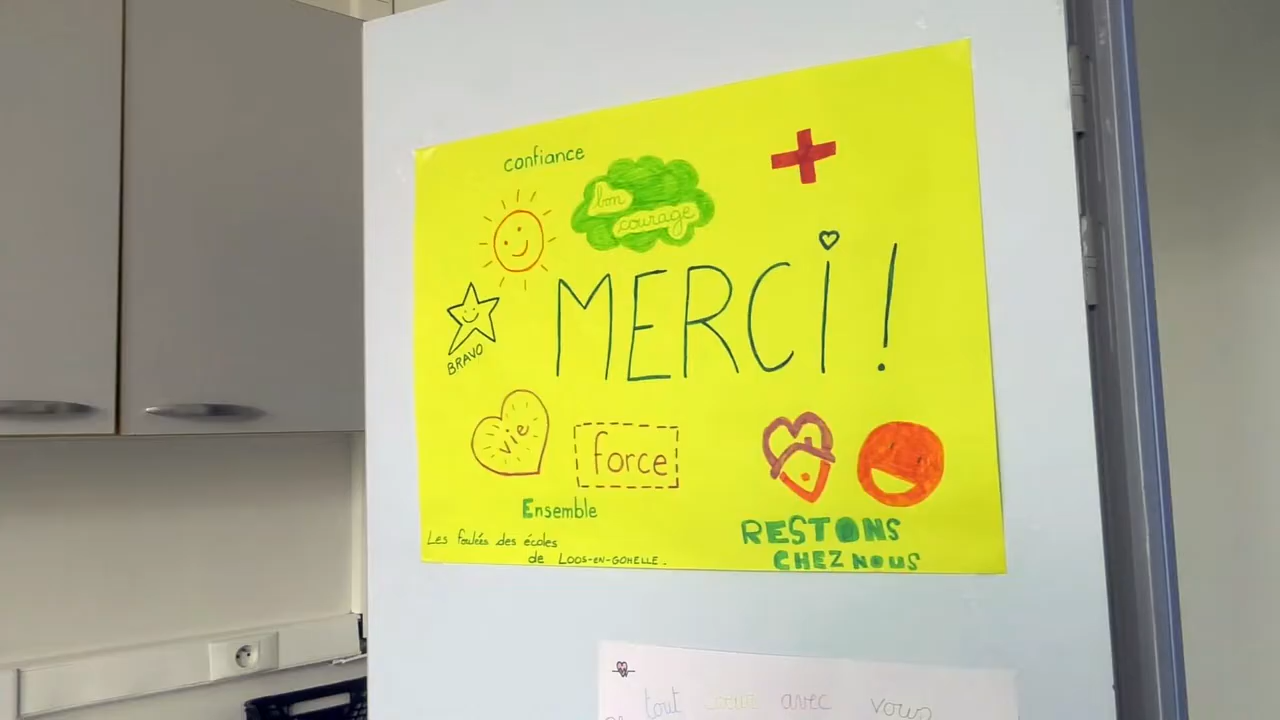 confiance
bon
courage
MERCI !
BRAVO
vie
force
Ensemble
RESTONS
CHEZ NOUS
Les foulées des écoles
de LOOS-EN-GOHELLE.
tout cœur avec vous